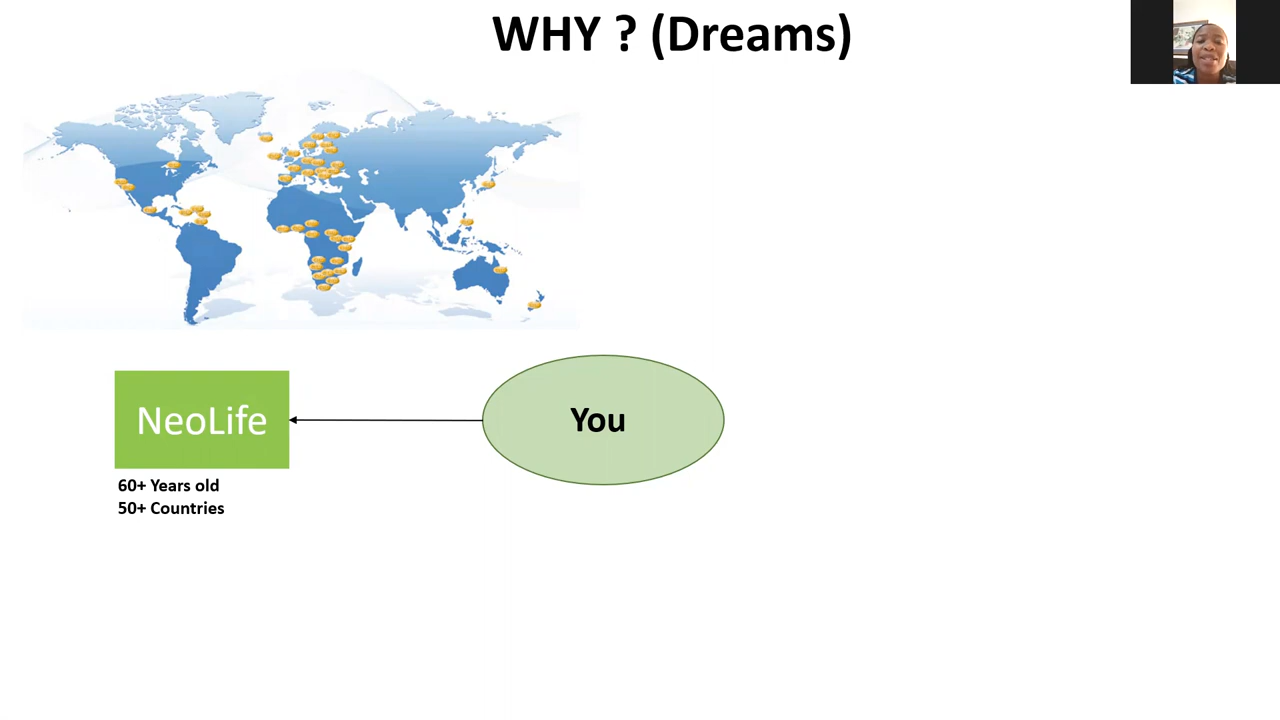 WHY ? (Dreams)
NeoLife
You
60+ Years old
50+ Countries